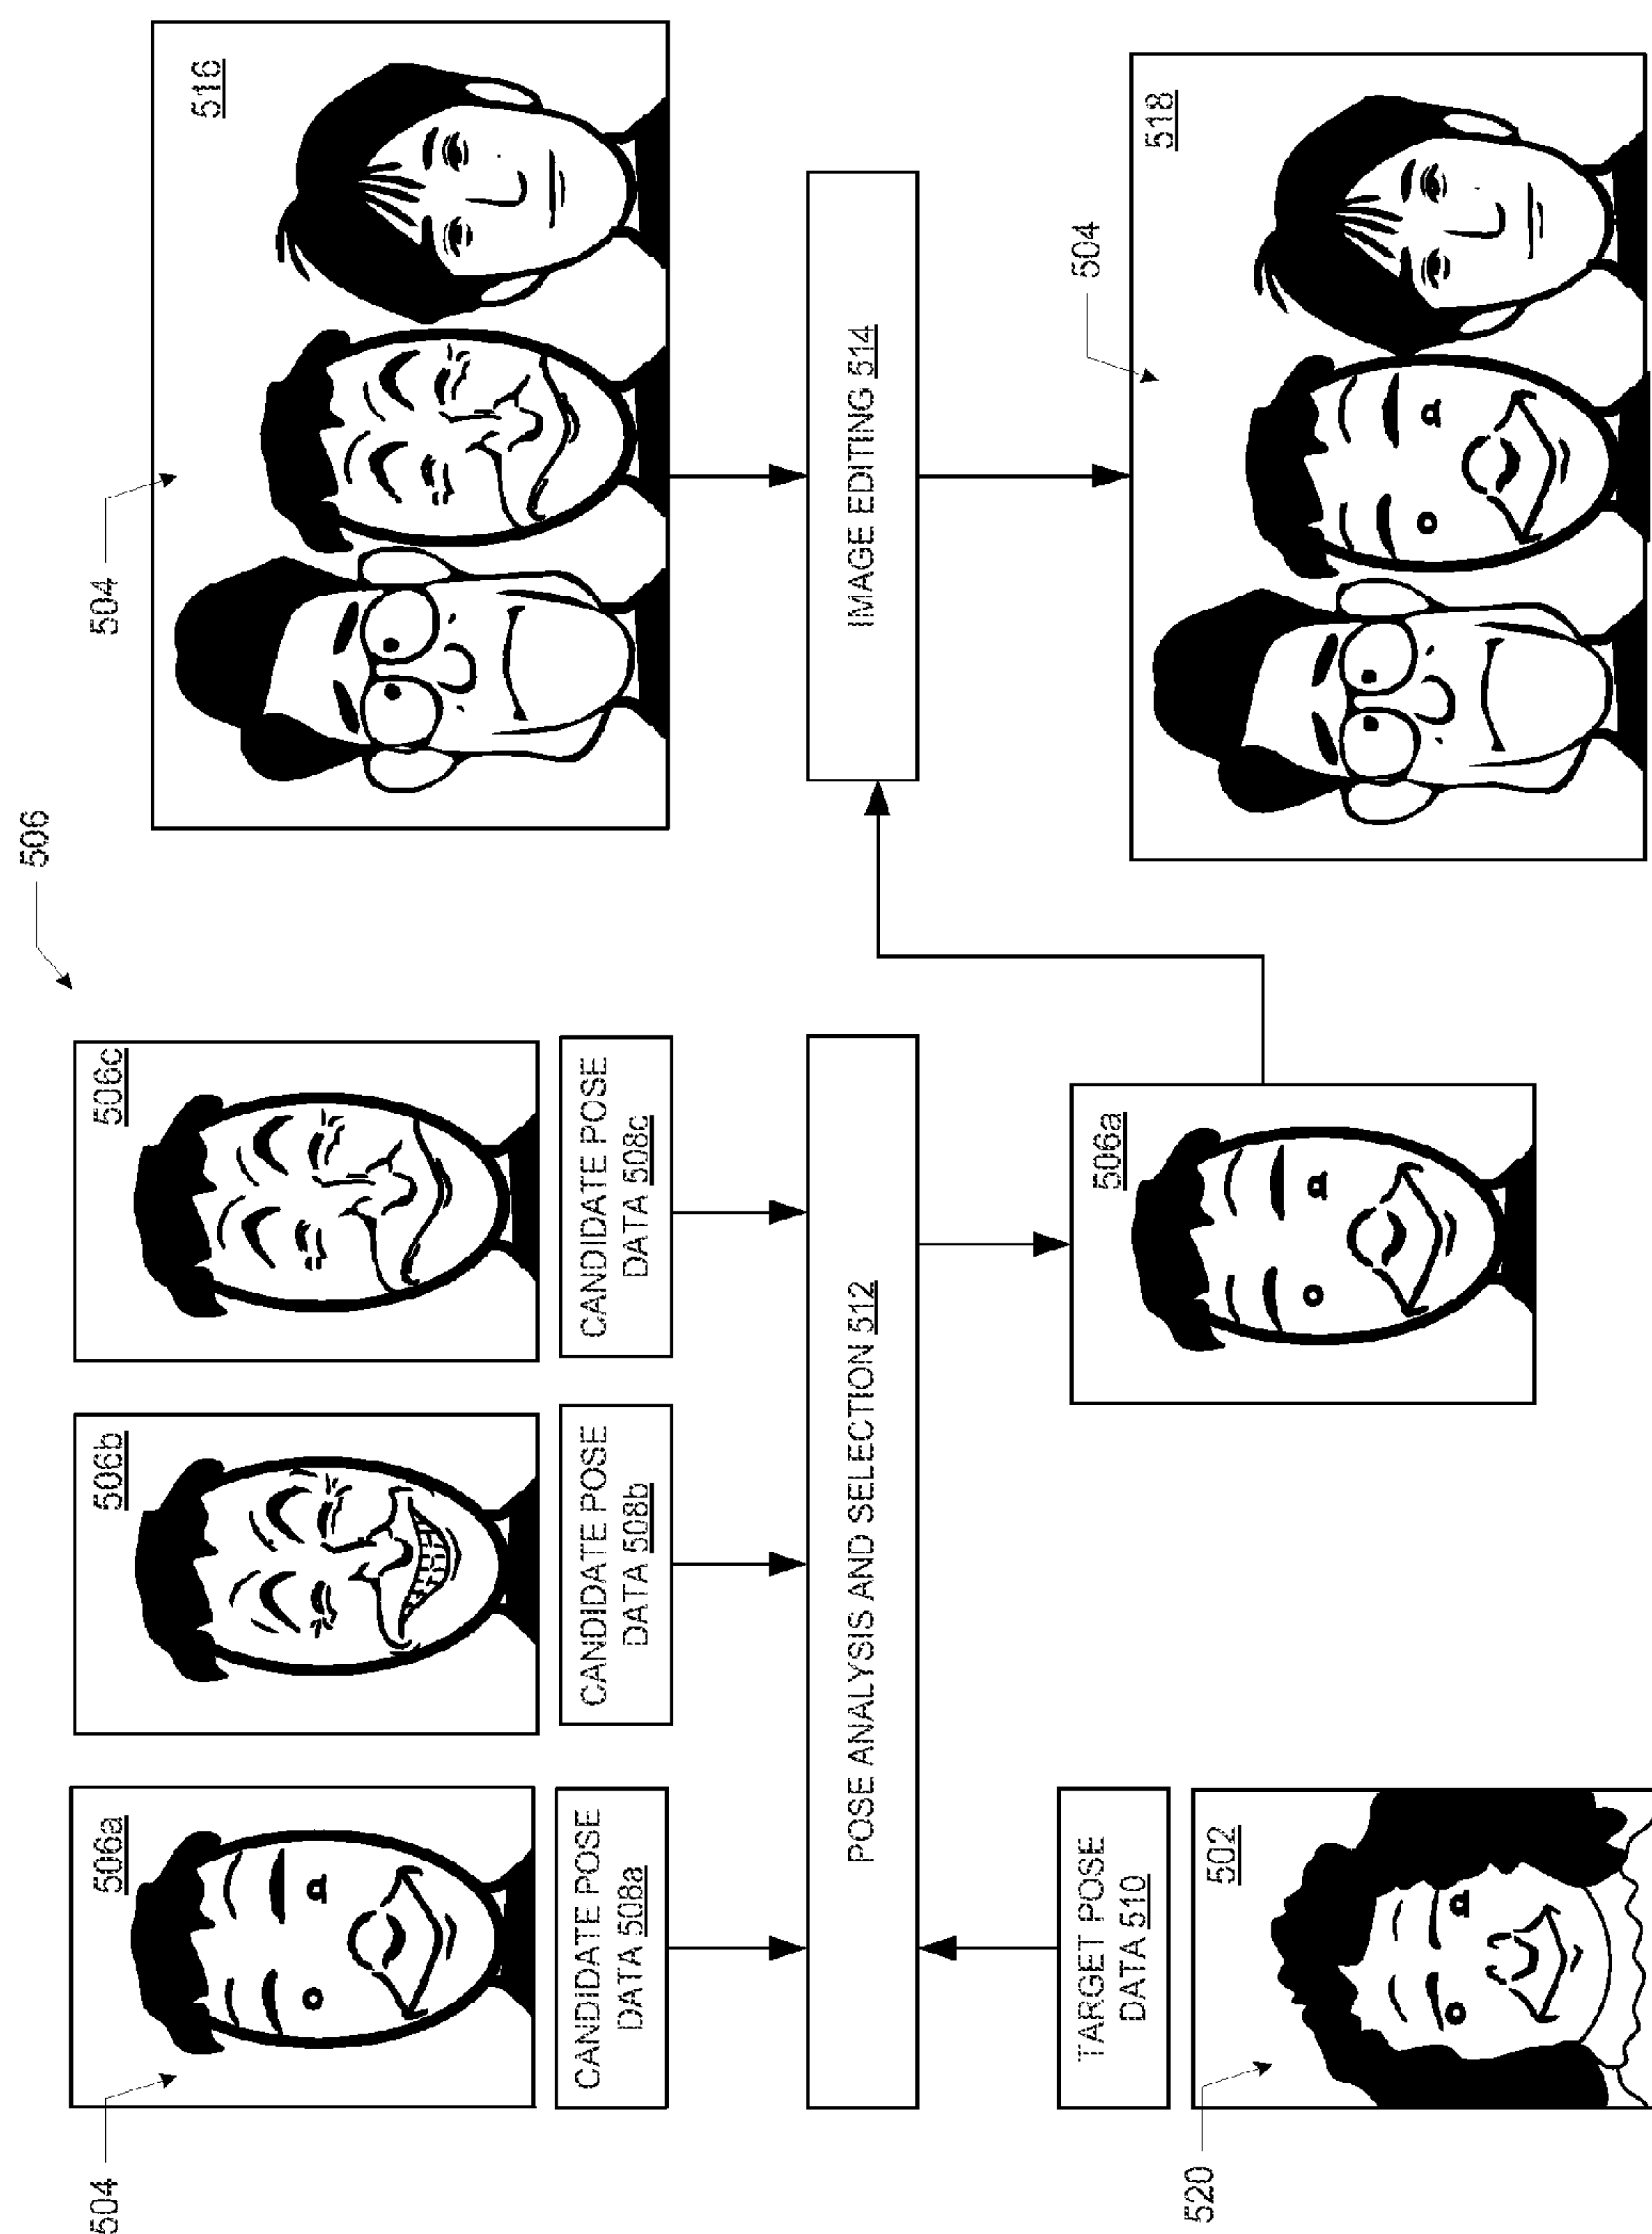 506
504
506a
506b
506c
504
516
CANDIDATE POSE
DATA 508a
CANDIDATE POSE
DATA 508b
CANDIDATE POSE
DATA 508c
POSE ANALYSIS AND SELECTION 512
IMAGE EDITING 514
TARGET POSE
DATA 510
506a
504
518
520
502